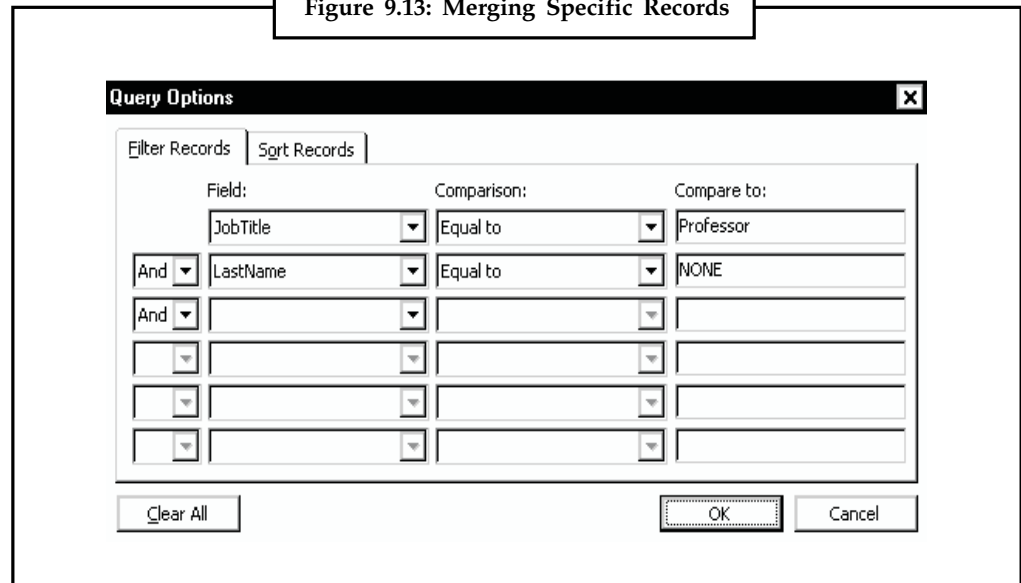 Figure 9.13: Merging Specific Records
Query Options
Filter Records Sort Records
Field: Comparison: Compare to:
JobTitle Equal to Professor
And LastName Equal to NONE
And
Clear All OK Cancel